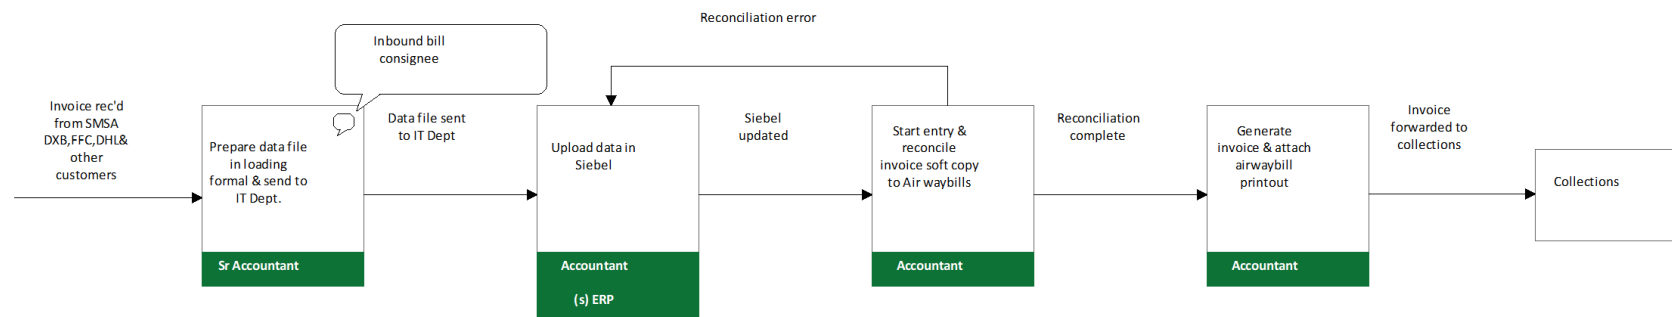 Reconciliation error
Inbound bill
consignee
Invoice rec'd
from SMSA
DXB,FFC,DHL&
other
customers
Prepare data file
in loading
formal & send to
IT Dept.
Sr Accountant
Data file sent
to IT Dept
Upload data in
Siebel
Accountant
(s) ERP
Siebel
updated
Start entry &
reconcile
invoice soft copy
to Air waybills
Accountant
Reconciliation
complete
Generate
invoice & attach
airwaybill
printout
Accountant
Invoice
forwarded to
collections
Collections